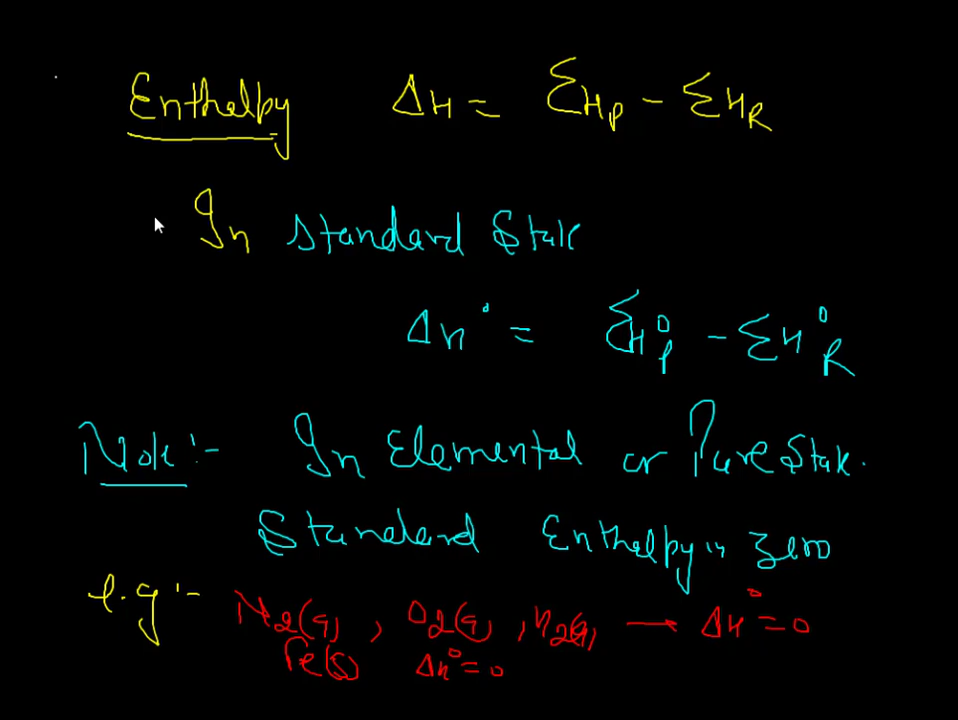 Enthalpy ΔH = ΣHP - ΣHR
In standard State
ΔH° = ΣH°P - ΣH°R
Note :- In Elemental or Pure State.
Standard Enthalpy is zero
e.g :- N2(g), O2(g), H2(g), → ΔH° = 0
Fe(s) ΔH° = 0